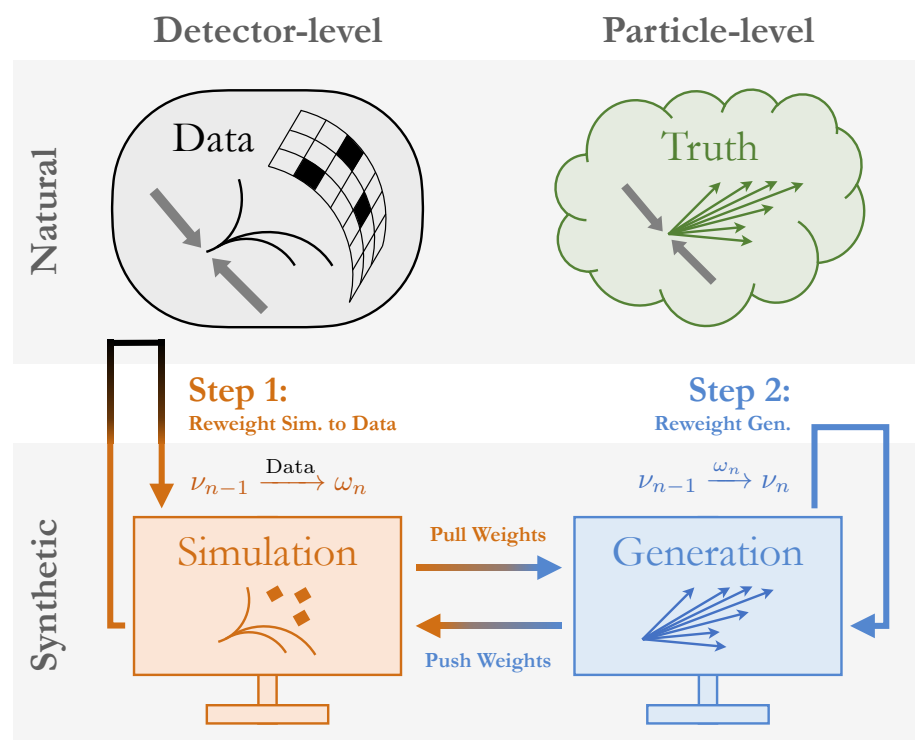 Detector-level
Particle-level
Natural
Data
Truth
Step 1:
Reweight Sim. to Data
Step 2:
Reweight Gen.
Synthetic
νₙ₋₁ —Data→ ωₙ
νₙ₋₁ —ωₙ→ νₙ
Simulation
Pull Weights
Generation
Push Weights